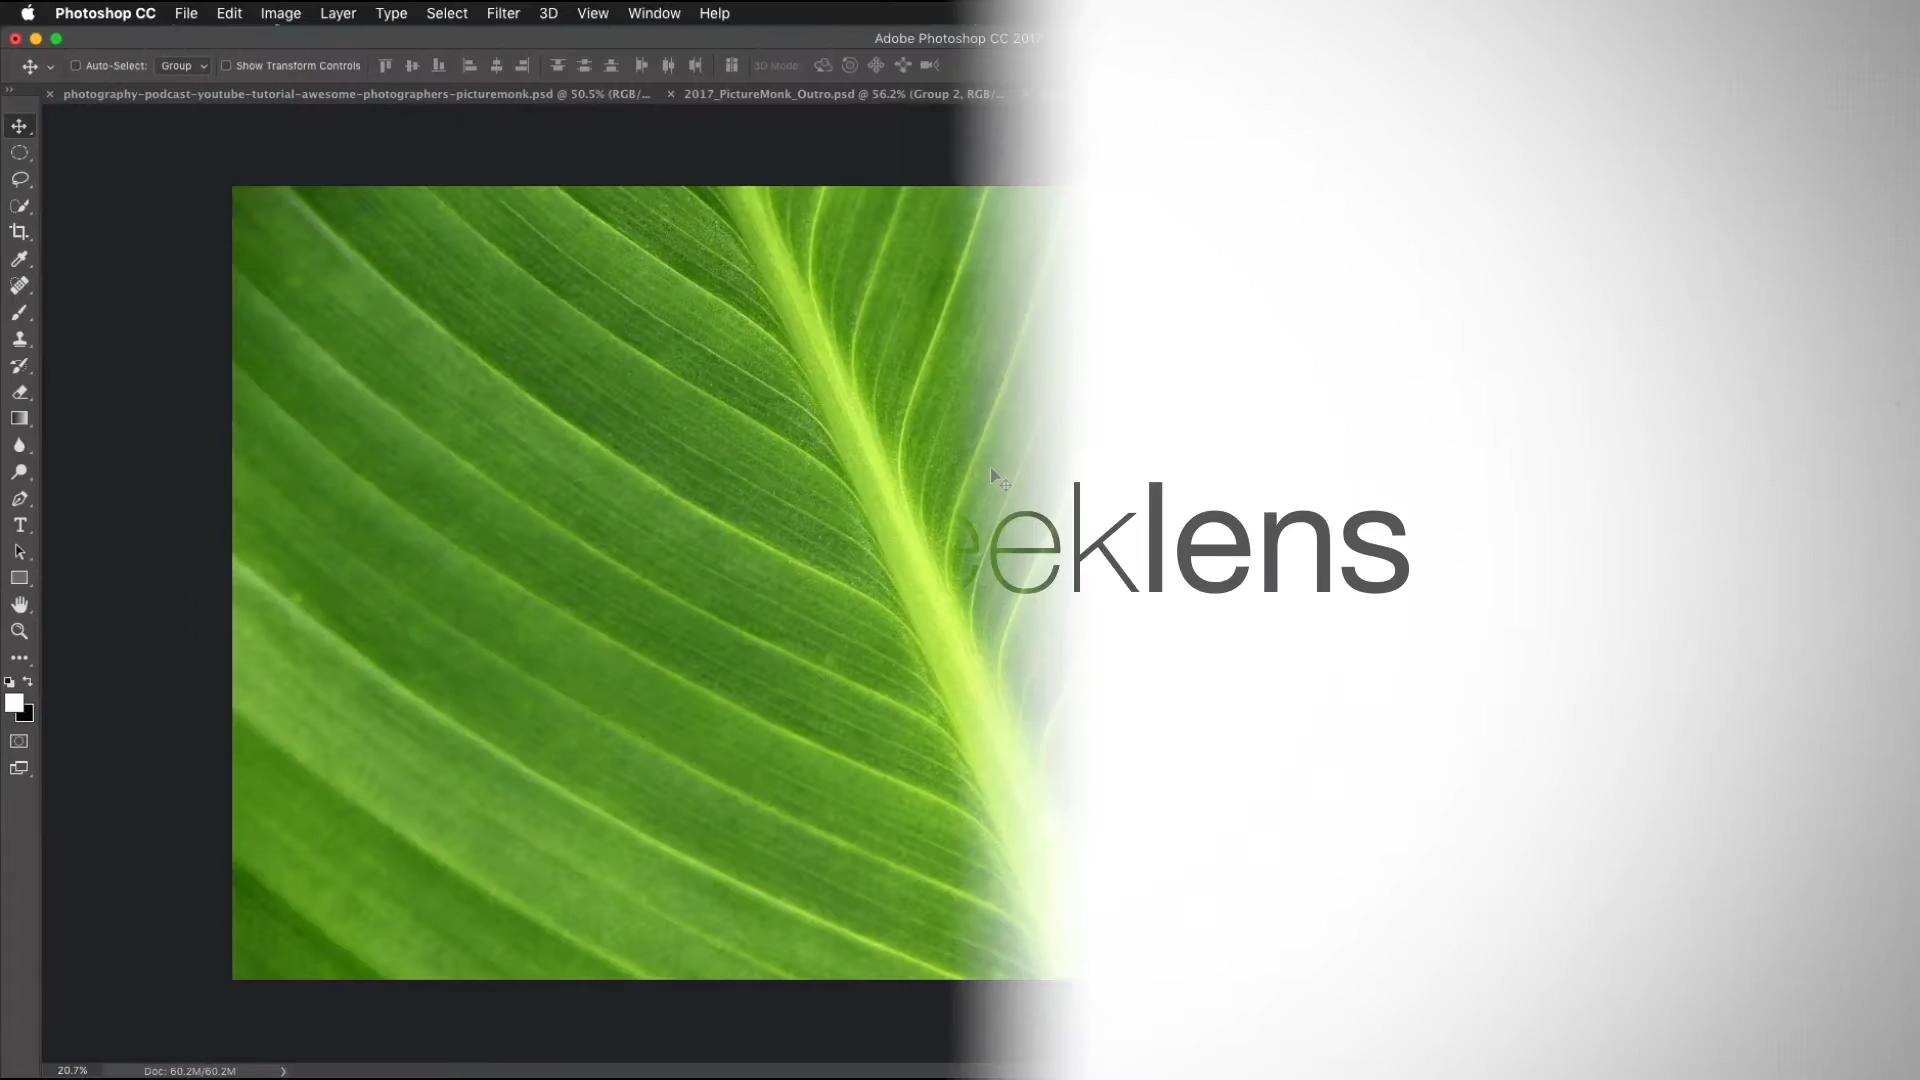 Photoshop CC File Edit Image Layer Type Select Filter 3D View Window Help
Adobe Photoshop CC 2017
Auto-Select: Group Show Transform Controls 3D Mode:
photography-podcast-youtube-tutorial-awesome-photographers-picturemonk.psd @ 50.5% (RGB/... 2017_PictureMonk_Outro.psd @ 56.2% (Group 2, RGB/...
eeklens
20.7% Doc: 60.2M/60.2M